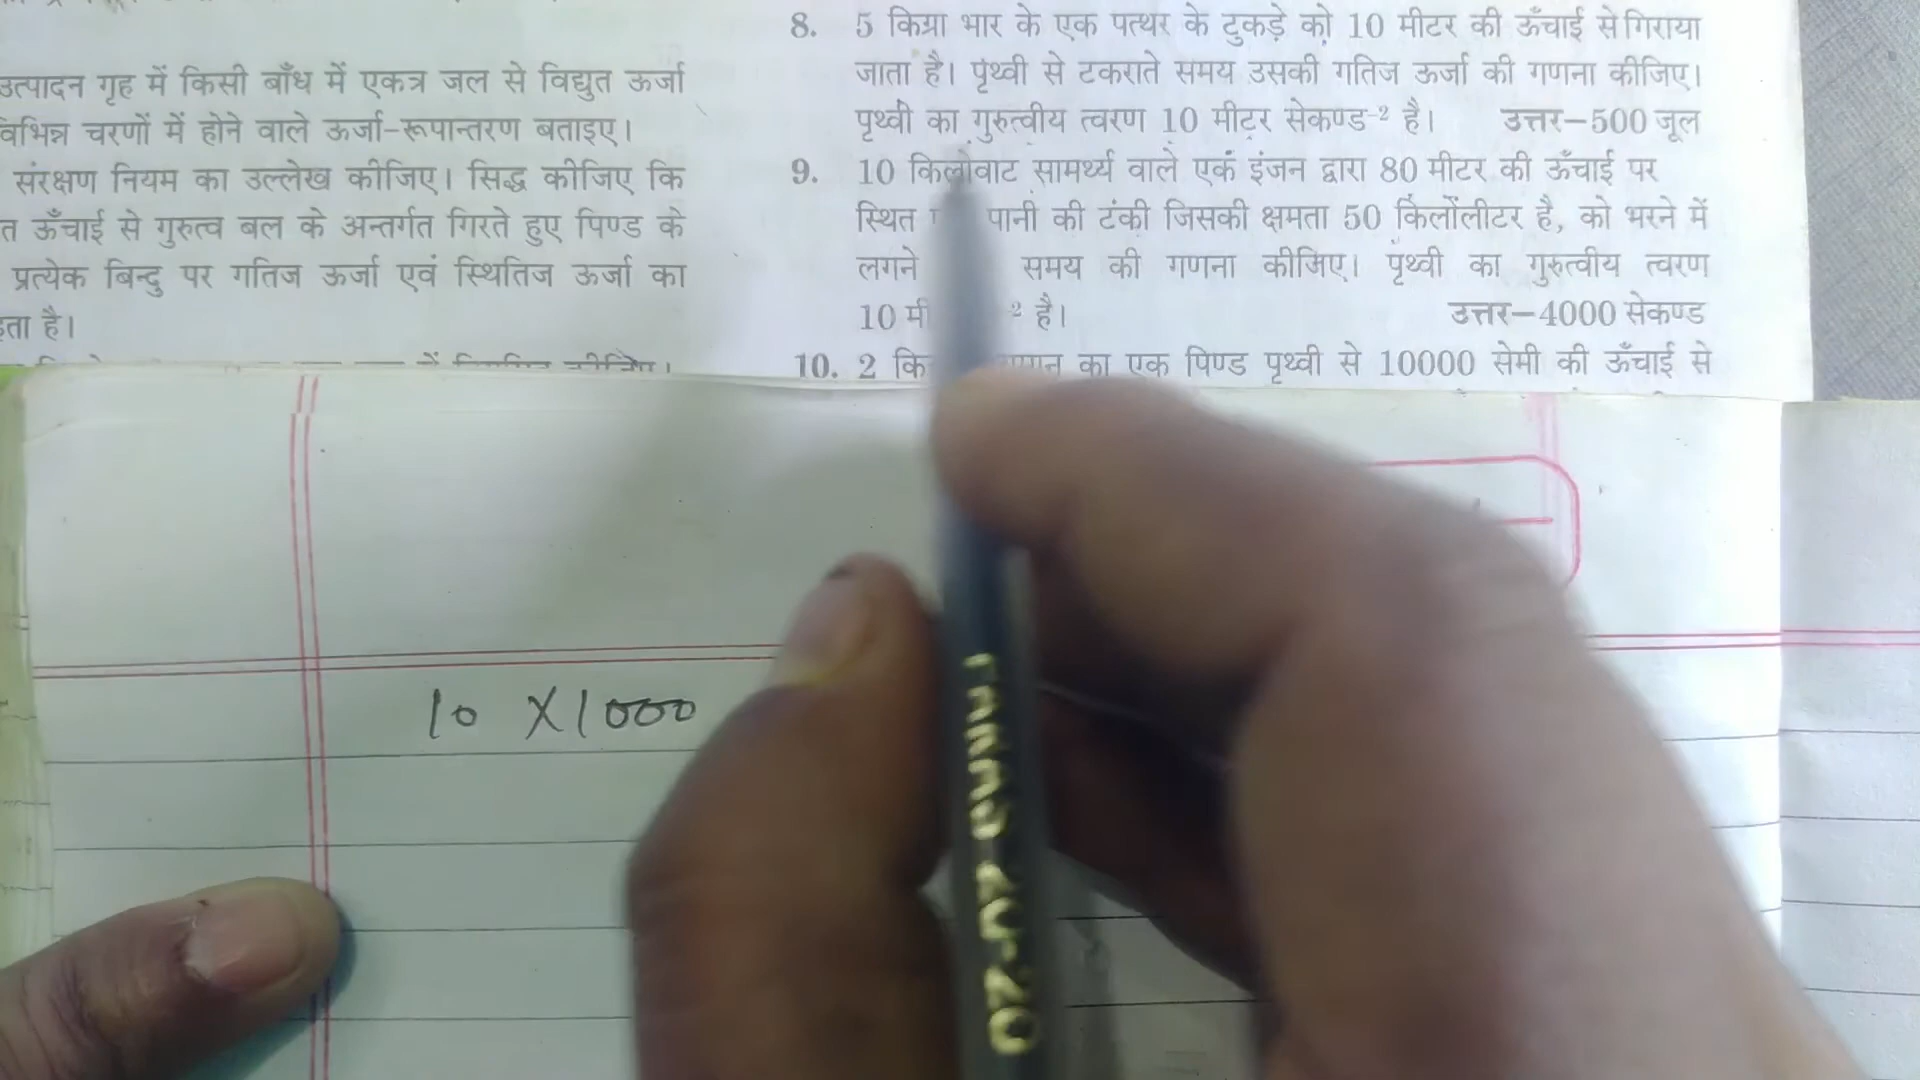 उत्पादन गृह में किसी बाँध में एकत्र जल से विद्युत ऊर्जा
विभिन्न चरणों में होने वाले ऊर्जा-रूपान्तरण बताइए।
संरक्षण नियम का उल्लेख कीजिए। सिद्ध कीजिए कि
त ऊँचाई से गुरुत्व बल के अन्तर्गत गिरते हुए पिण्ड के
प्रत्येक बिन्दु पर गतिज ऊर्जा एवं स्थितिज ऊर्जा का
ता है।
8. 5 किग्रा भार के एक पत्थर के टुकड़े को 10 मीटर की ऊँचाई से गिराया
जाता है। पृथ्वी से टकराते समय उसकी गतिज ऊर्जा की गणना कीजिए।
पृथ्वी का गुरुत्वीय त्वरण 10 मीटर सेकण्ड⁻² है। उत्तर–500 जूल
9. 10 किलोवाट सामर्थ्य वाले एक इंजन द्वारा 80 मीटर की ऊँचाई पर
स्थित पानी की टंकी जिसकी क्षमता 50 किलोलीटर है, को भरने में
लगने समय की गणना कीजिए। पृथ्वी का गुरुत्वीय त्वरण
10 मी ² है। उत्तर–4000 सेकण्ड
10. 2 कि का एक पिण्ड पृथ्वी से 10000 सेमी की ऊँचाई से
10 X 1000